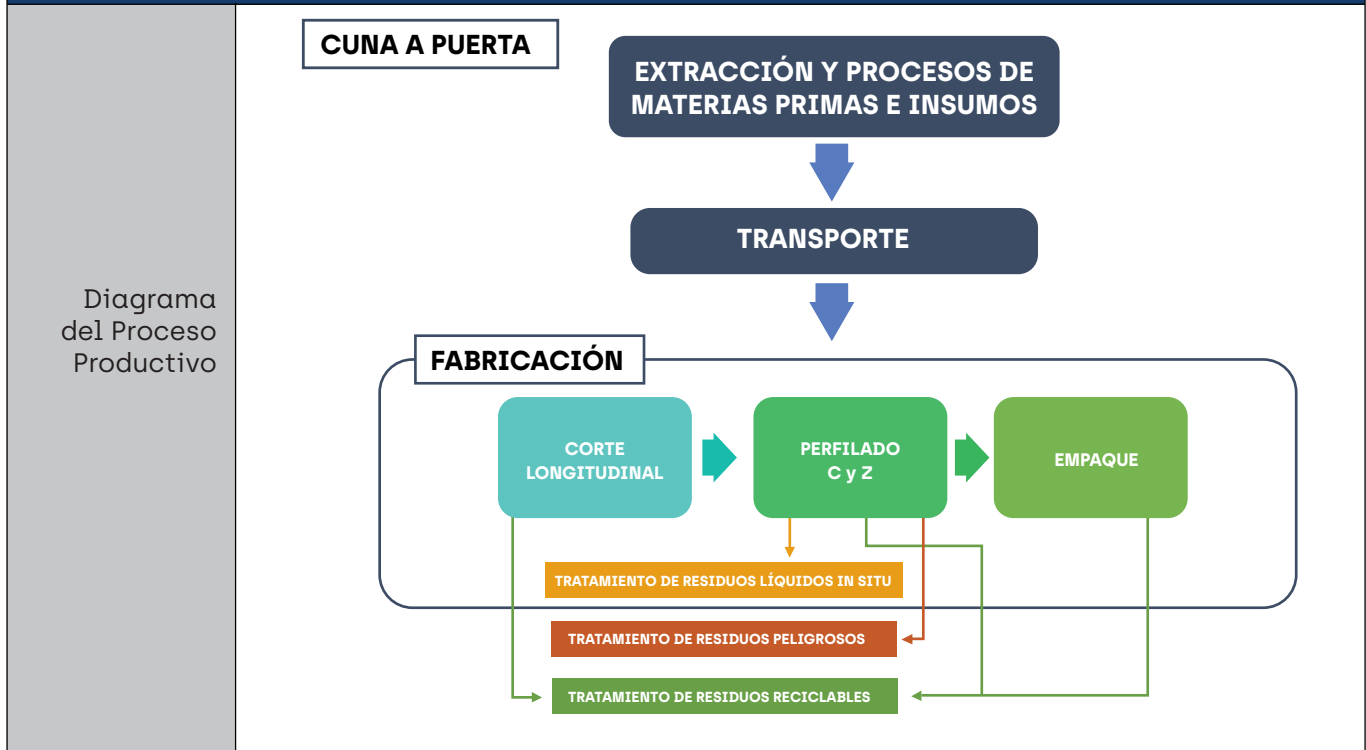 CUNA A PUERTA
EXTRACCIÓN Y PROCESOS DE
MATERIAS PRIMAS E INSUMOS
TRANSPORTE
Diagrama
del Proceso
Productivo
FABRICACIÓN
CORTE
LONGITUDINAL
PERFILADO
C y Z
EMPAQUE
TRATAMIENTO DE RESIDUOS LÍQUIDOS IN SITU
TRATAMIENTO DE RESIDUOS PELIGROSOS
TRATAMIENTO DE RESIDUOS RECICLABLES